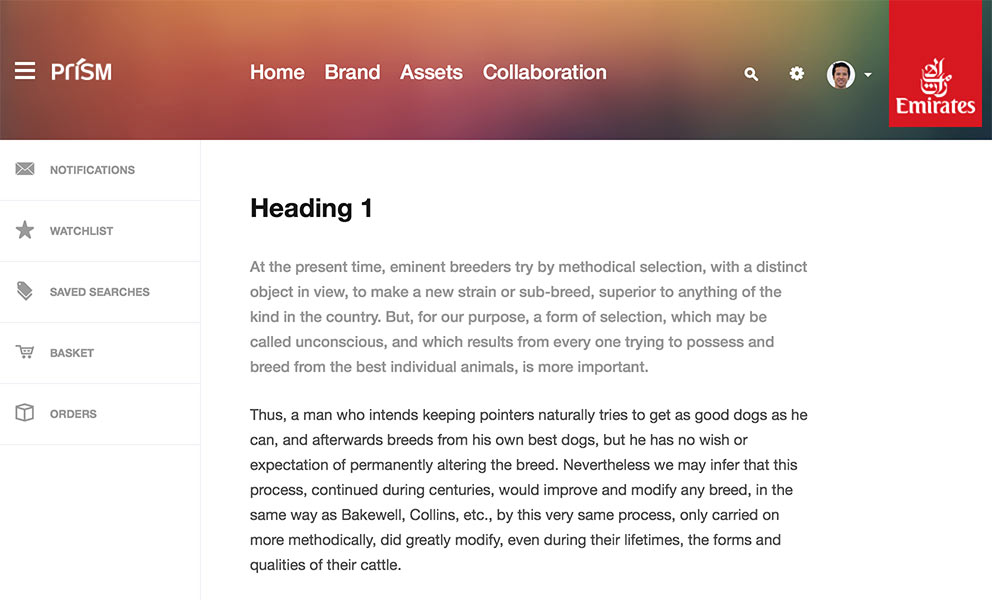 PrISM
Home Brand Assets Collaboration
Emirates
NOTIFICATIONS
WATCHLIST
SAVED SEARCHES
BASKET
ORDERS
Heading 1
At the present time, eminent breeders try by methodical selection, with a distinct
object in view, to make a new strain or sub-breed, superior to anything of the
kind in the country. But, for our purpose, a form of selection, which may be
called unconscious, and which results from every one trying to possess and
breed from the best individual animals, is more important.
Thus, a man who intends keeping pointers naturally tries to get as good dogs as he
can, and afterwards breeds from his own best dogs, but he has no wish or
expectation of permanently altering the breed. Nevertheless we may infer that this
process, continued during centuries, would improve and modify any breed, in the
same way as Bakewell, Collins, etc., by this very same process, only carried on
more methodically, did greatly modify, even during their lifetimes, the forms and
qualities of their cattle.